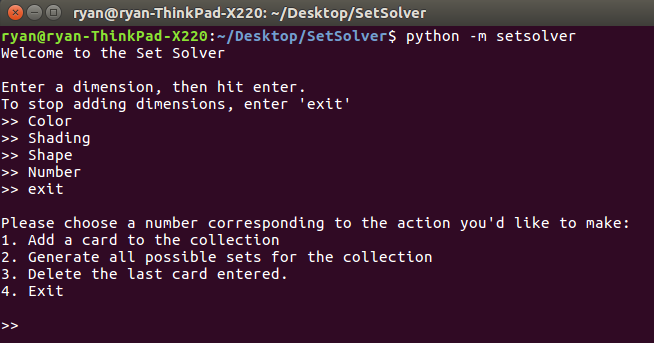 ryan@ryan-ThinkPad-X220: ~/Desktop/SetSolver
ryan@ryan-ThinkPad-X220:~/Desktop/SetSolver$ python -m setsolver
Welcome to the Set Solver
Enter a dimension, then hit enter.
To stop adding dimensions, enter 'exit'
>> Color
>> Shading
>> Shape
>> Number
>> exit
Please choose a number corresponding to the action you'd like to make:
1. Add a card to the collection
2. Generate all possible sets for the collection
3. Delete the last card entered.
4. Exit
>>